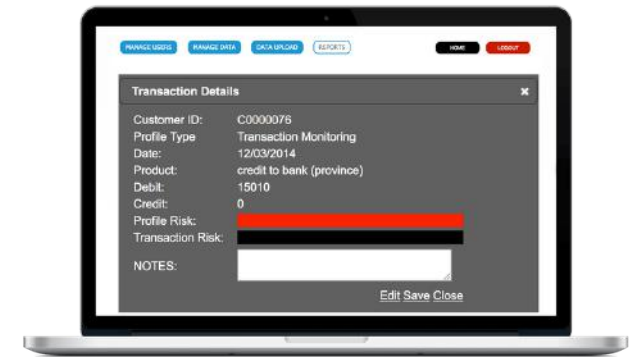 MANAGE USERS MANAGE DATA DATA UPLOAD REPORTS HOME LOGOUT
Transaction Details ×
Customer ID: C0000076
Profile Type Transaction Monitoring
Date: 12/03/2014
Product: credit to bank (province)
Debit: 15010
Credit: 0
Profile Risk:
Transaction Risk:
NOTES:
Edit Save Close